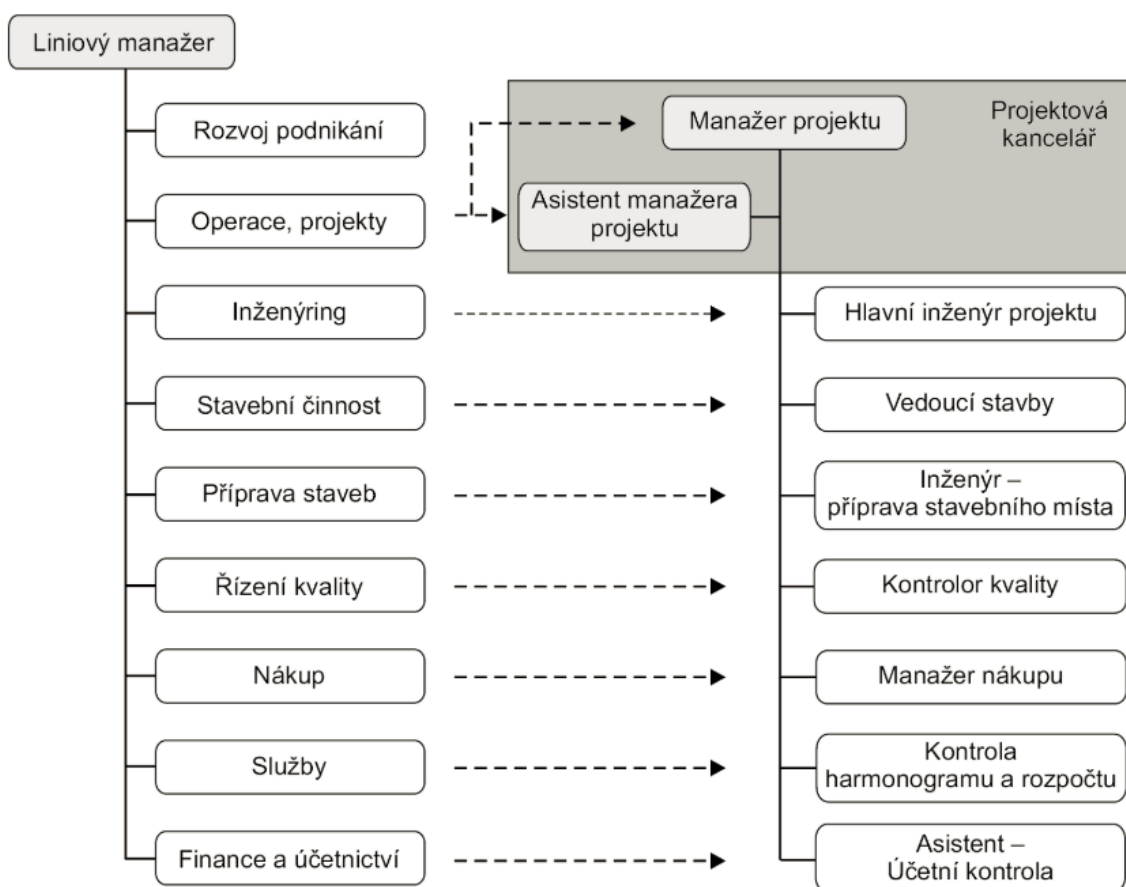 Liniový manažer
Rozvoj podnikání
Manažer projektu
Projektová
kancelář
Operace, projekty
Asistent manažera
projektu
Inženýring
Hlavní inženýr projektu
Stavební činnost
Vedoucí stavby
Příprava staveb
Inženýr –
příprava stavebního místa
Řízení kvality
Kontrolor kvality
Nákup
Manažer nákupu
Služby
Kontrola
harmonogramu a rozpočtu
Finance a účetnictví
Asistent –
Účetní kontrola